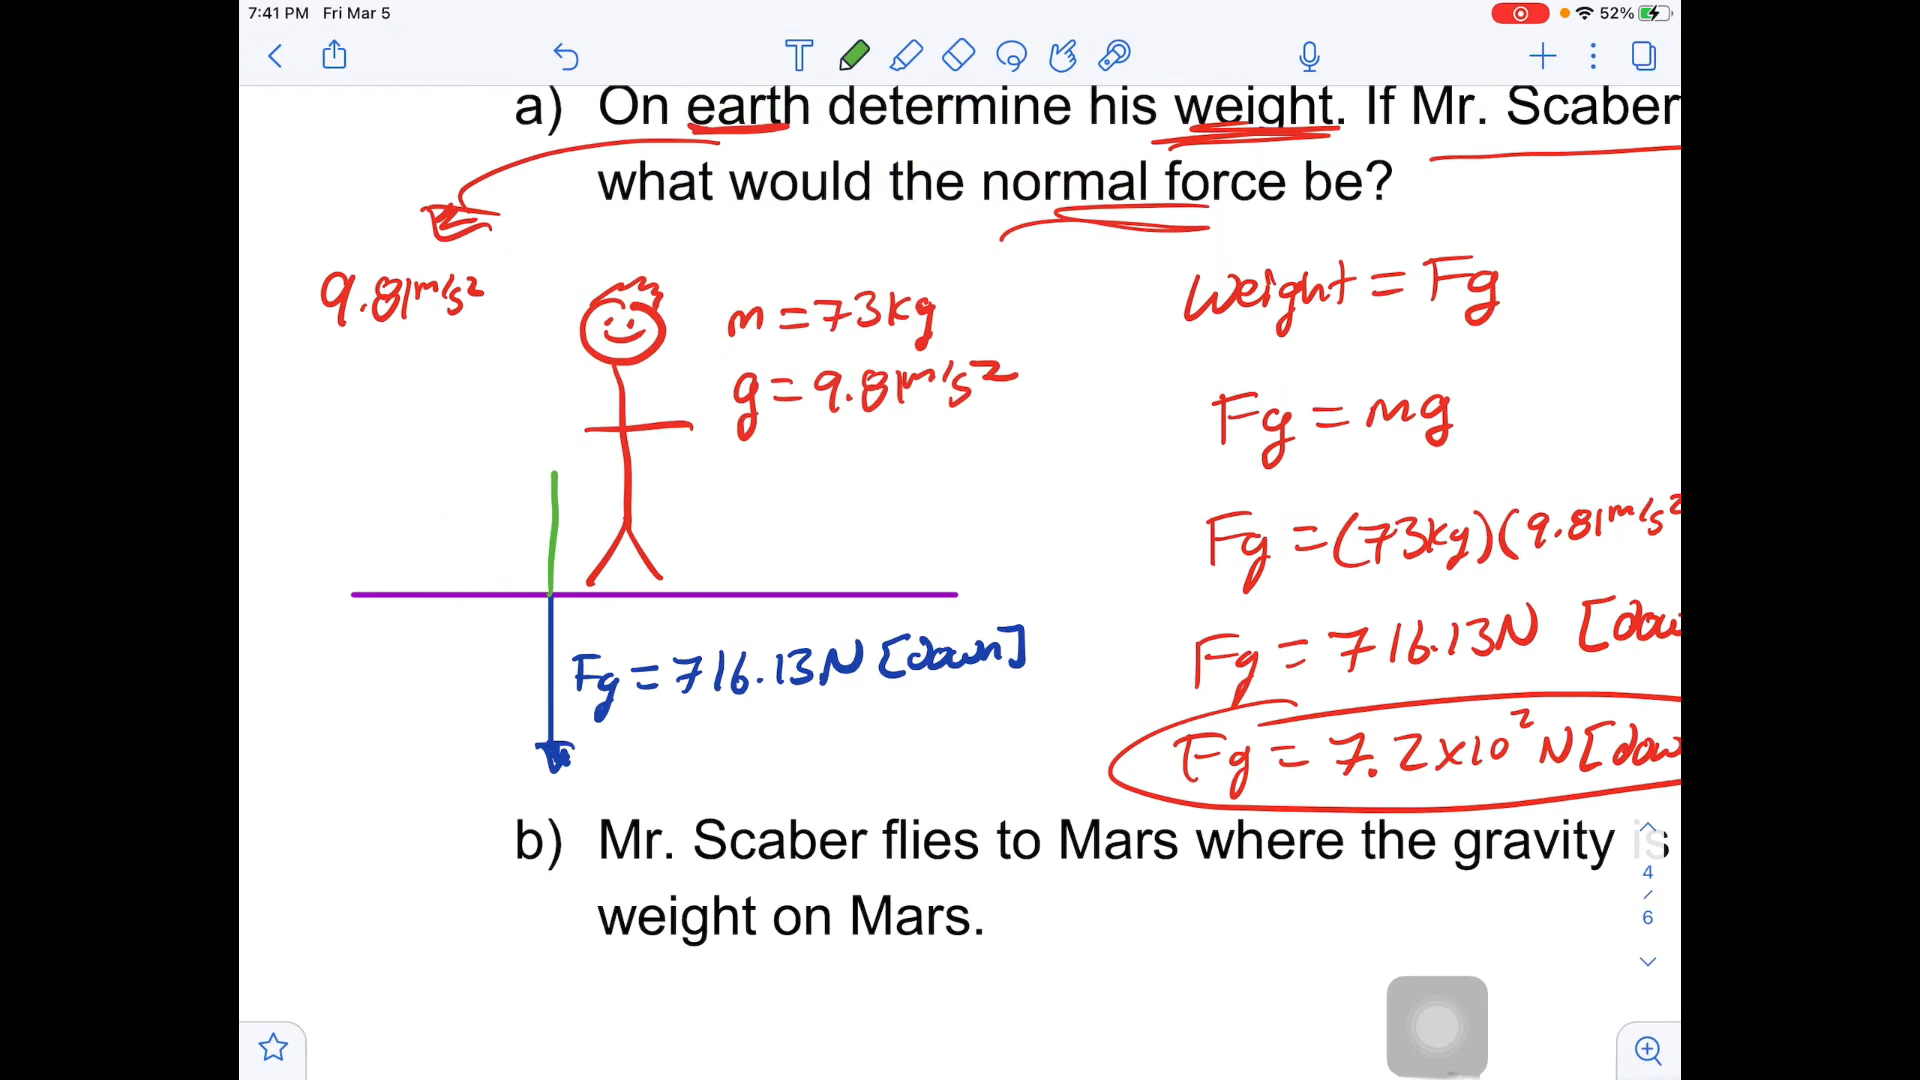 7:41 PM Fri Mar 5
52%
T
a) On earth determine his weight. If Mr. Scaber
what would the normal force be?
9.81m/s²
m = 73kg
g = 9.81m/s²
Weight = Fg
Fg = mg
Fg = (73kg)(9.81m/s²
Fg = 716.13N [dow
Fg = 716.13N [down]
Fg = 7.2x10² N [dow
b) Mr. Scaber flies to Mars where the gravity is
weight on Mars.
4
/
6